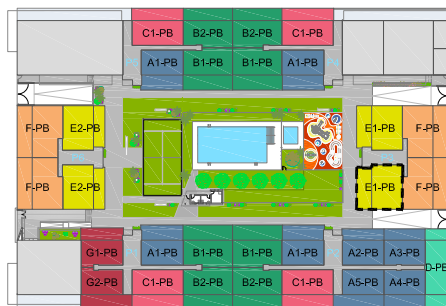 C1-PB B2-PB B2-PB C1-PB
A1-PB B1-PB B1-PB A1-PB
F-PB E2-PB E1-PB F-PB
F-PB E2-PB E1-PB F-PB
G1-PB A1-PB B1-PB B1-PB A1-PB A2-PB A3-PB
D-PB
G2-PB C1-PB B2-PB B2-PB C1-PB A5-PB A4-PB